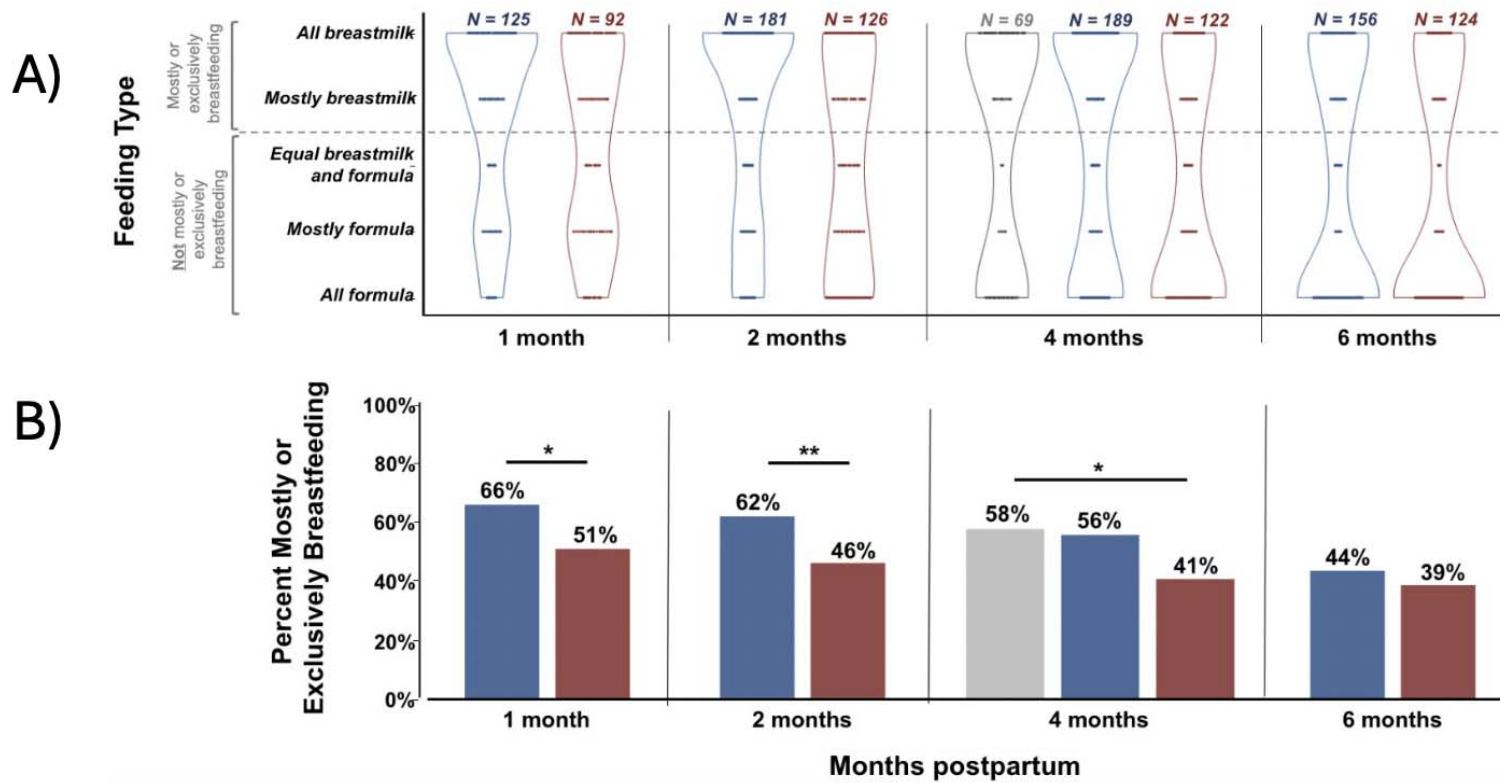 A)
Feeding Type
Mostly or
exclusively
breastfeeding
Not mostly or
exclusively
breastfeeding
All breastmilk
Mostly breastmilk
Equal breastmilk
and formula
Mostly formula
All formula
N = 125
N = 92
N = 181
N = 126
N = 69
N = 189
N = 122
N = 156
N = 124
1 month
2 months
4 months
6 months
B)
Percent Mostly or
Exclusively Breastfeeding
100%
80%
60%
40%
20%
0%
*
66%
51%
**
62%
46%
*
58%
56%
41%
44%
39%
1 month
2 months
4 months
6 months
Months postpartum